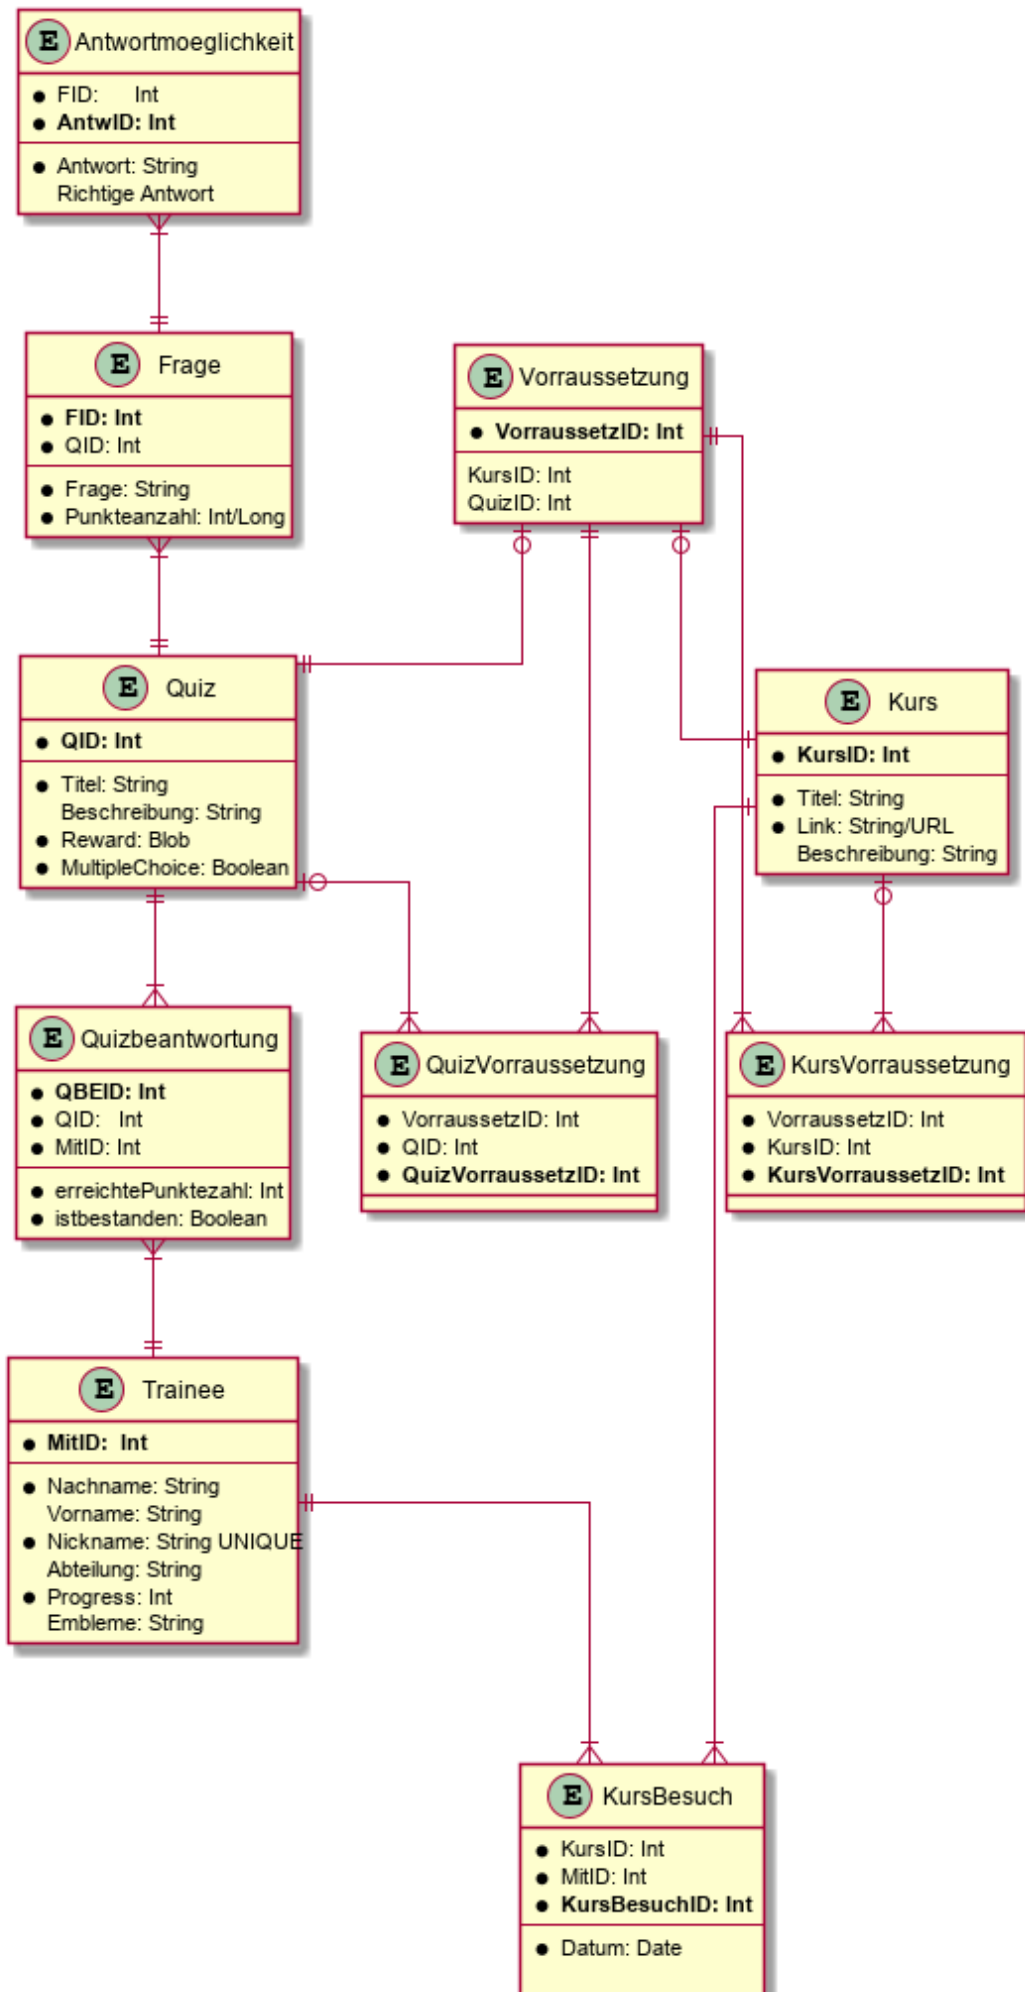 E Antwortmoeglichkeit
FID: Int
AntwID: Int
Antwort: String
Richtige Antwort
E Frage
FID: Int
QID: Int
Frage: String
Punkteanzahl: Int/Long
E Vorraussetzung
VorraussetzID: Int
KursID: Int
QuizID: Int
E Quiz
QID: Int
Titel: String
Beschreibung: String
Reward: Blob
MultipleChoice: Boolean
E Kurs
KursID: Int
Titel: String
Link: String/URL
Beschreibung: String
E Quizbeantwortung
QBEID: Int
QID: Int
MitID: Int
erreichtePunktezahl: Int
istbestanden: Boolean
E QuizVorraussetzung
VorraussetzID: Int
QID: Int
QuizVorraussetzID: Int
E KursVorraussetzung
VorraussetzID: Int
KursID: Int
KursVorraussetzID: Int
E Trainee
MitID: Int
Nachname: String
Vorname: String
Nickname: String UNIQUE
Abteilung: String
Progress: Int
Embleme: String
E KursBesuch
KursID: Int
MitID: Int
KursBesuchID: Int
Datum: Date